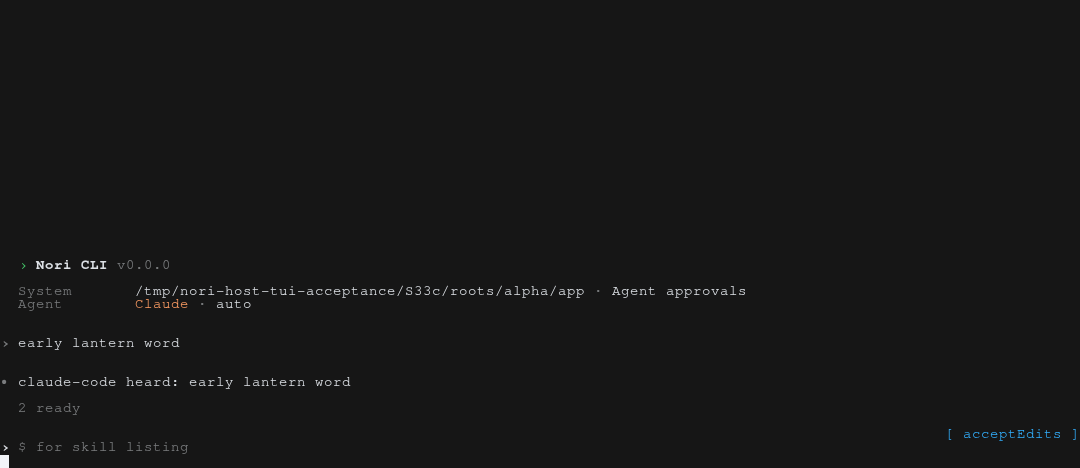 › Nori CLI v0.0.0
System /tmp/nori-host-tui-acceptance/S33c/roots/alpha/app · Agent approvals
Agent Claude · auto
› early lantern word
• claude-code heard: early lantern word
2 ready
[ acceptEdits ]
› $ for skill listing